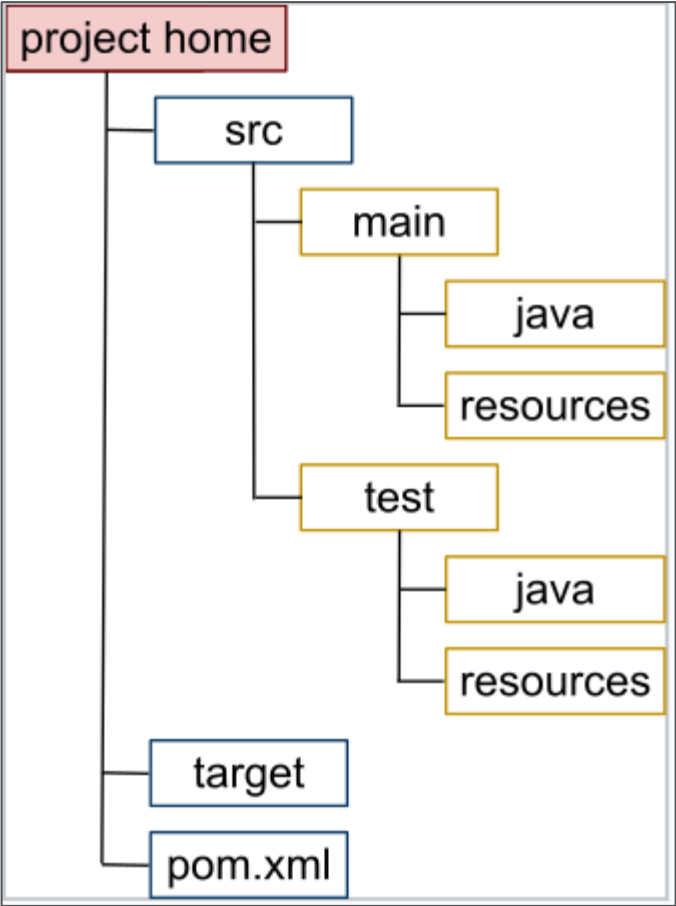 project home
src
main
java
resources
test
java
resources
target
pom.xml